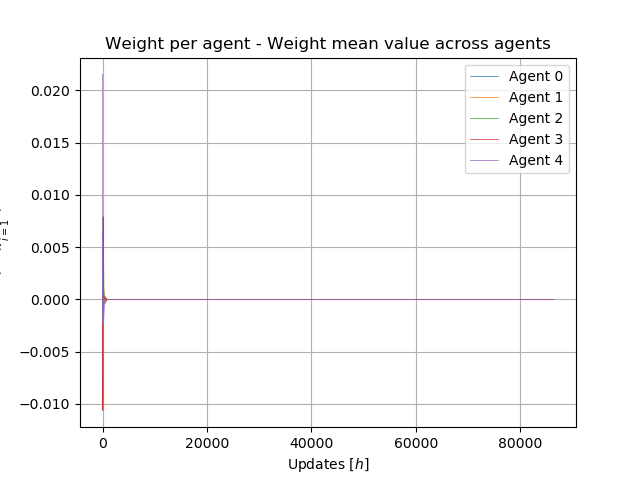 Weight per agent - Weight mean value across agents
Agent 0
Agent 1
Agent 2
Agent 3
Agent 4
0.020
0.015
0.010
0.005
0.000
−0.005
−0.010
0
20000
40000
60000
80000
Updates [h]